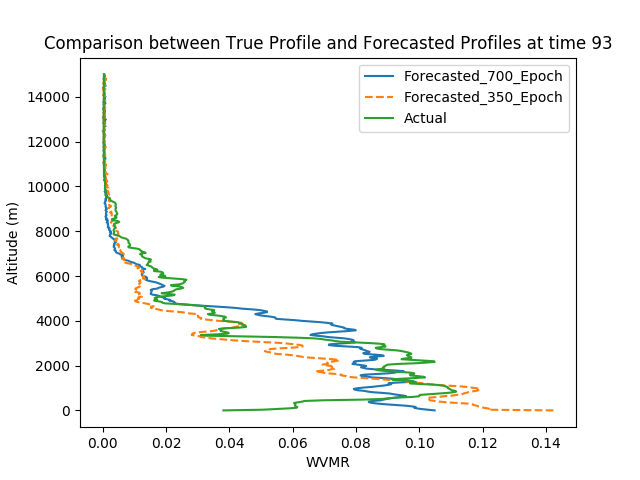 Comparison between True Profile and Forecasted Profiles at time 93
Forecasted_700_Epoch
Forecasted_350_Epoch
Actual
Altitude (m)
14000
12000
10000
8000
6000
4000
2000
0
0.00 0.02 0.04 0.06 0.08 0.10 0.12 0.14
WVMR